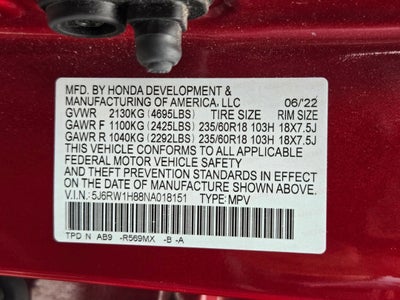 MFD. BY HONDA DEVELOPMENT &
MANUFACTURING OF AMERICA, LLC 06/'22
GVWR 2130KG (4695LBS) TIRE SIZE RIM SIZE
GAWR F 1100KG (2425LBS) 235/60R18 103H 18X7.5J
GAWR R 1040KG (2292LBS) 235/60R18 103H 18X7.5J
THIS VEHICLE CONFORMS TO ALL APPLICABLE
FEDERAL MOTOR VEHICLE SAFETY
AND THEFT PREVENTION STANDARDS IN EFFECT
ON THE DATE OF MANUFACTURE SHOWN ABOVE.
V.I.N.: 5J6RW1H88NA018151 TYPE: MPV
TPD N AB9 -R569MX -B -A